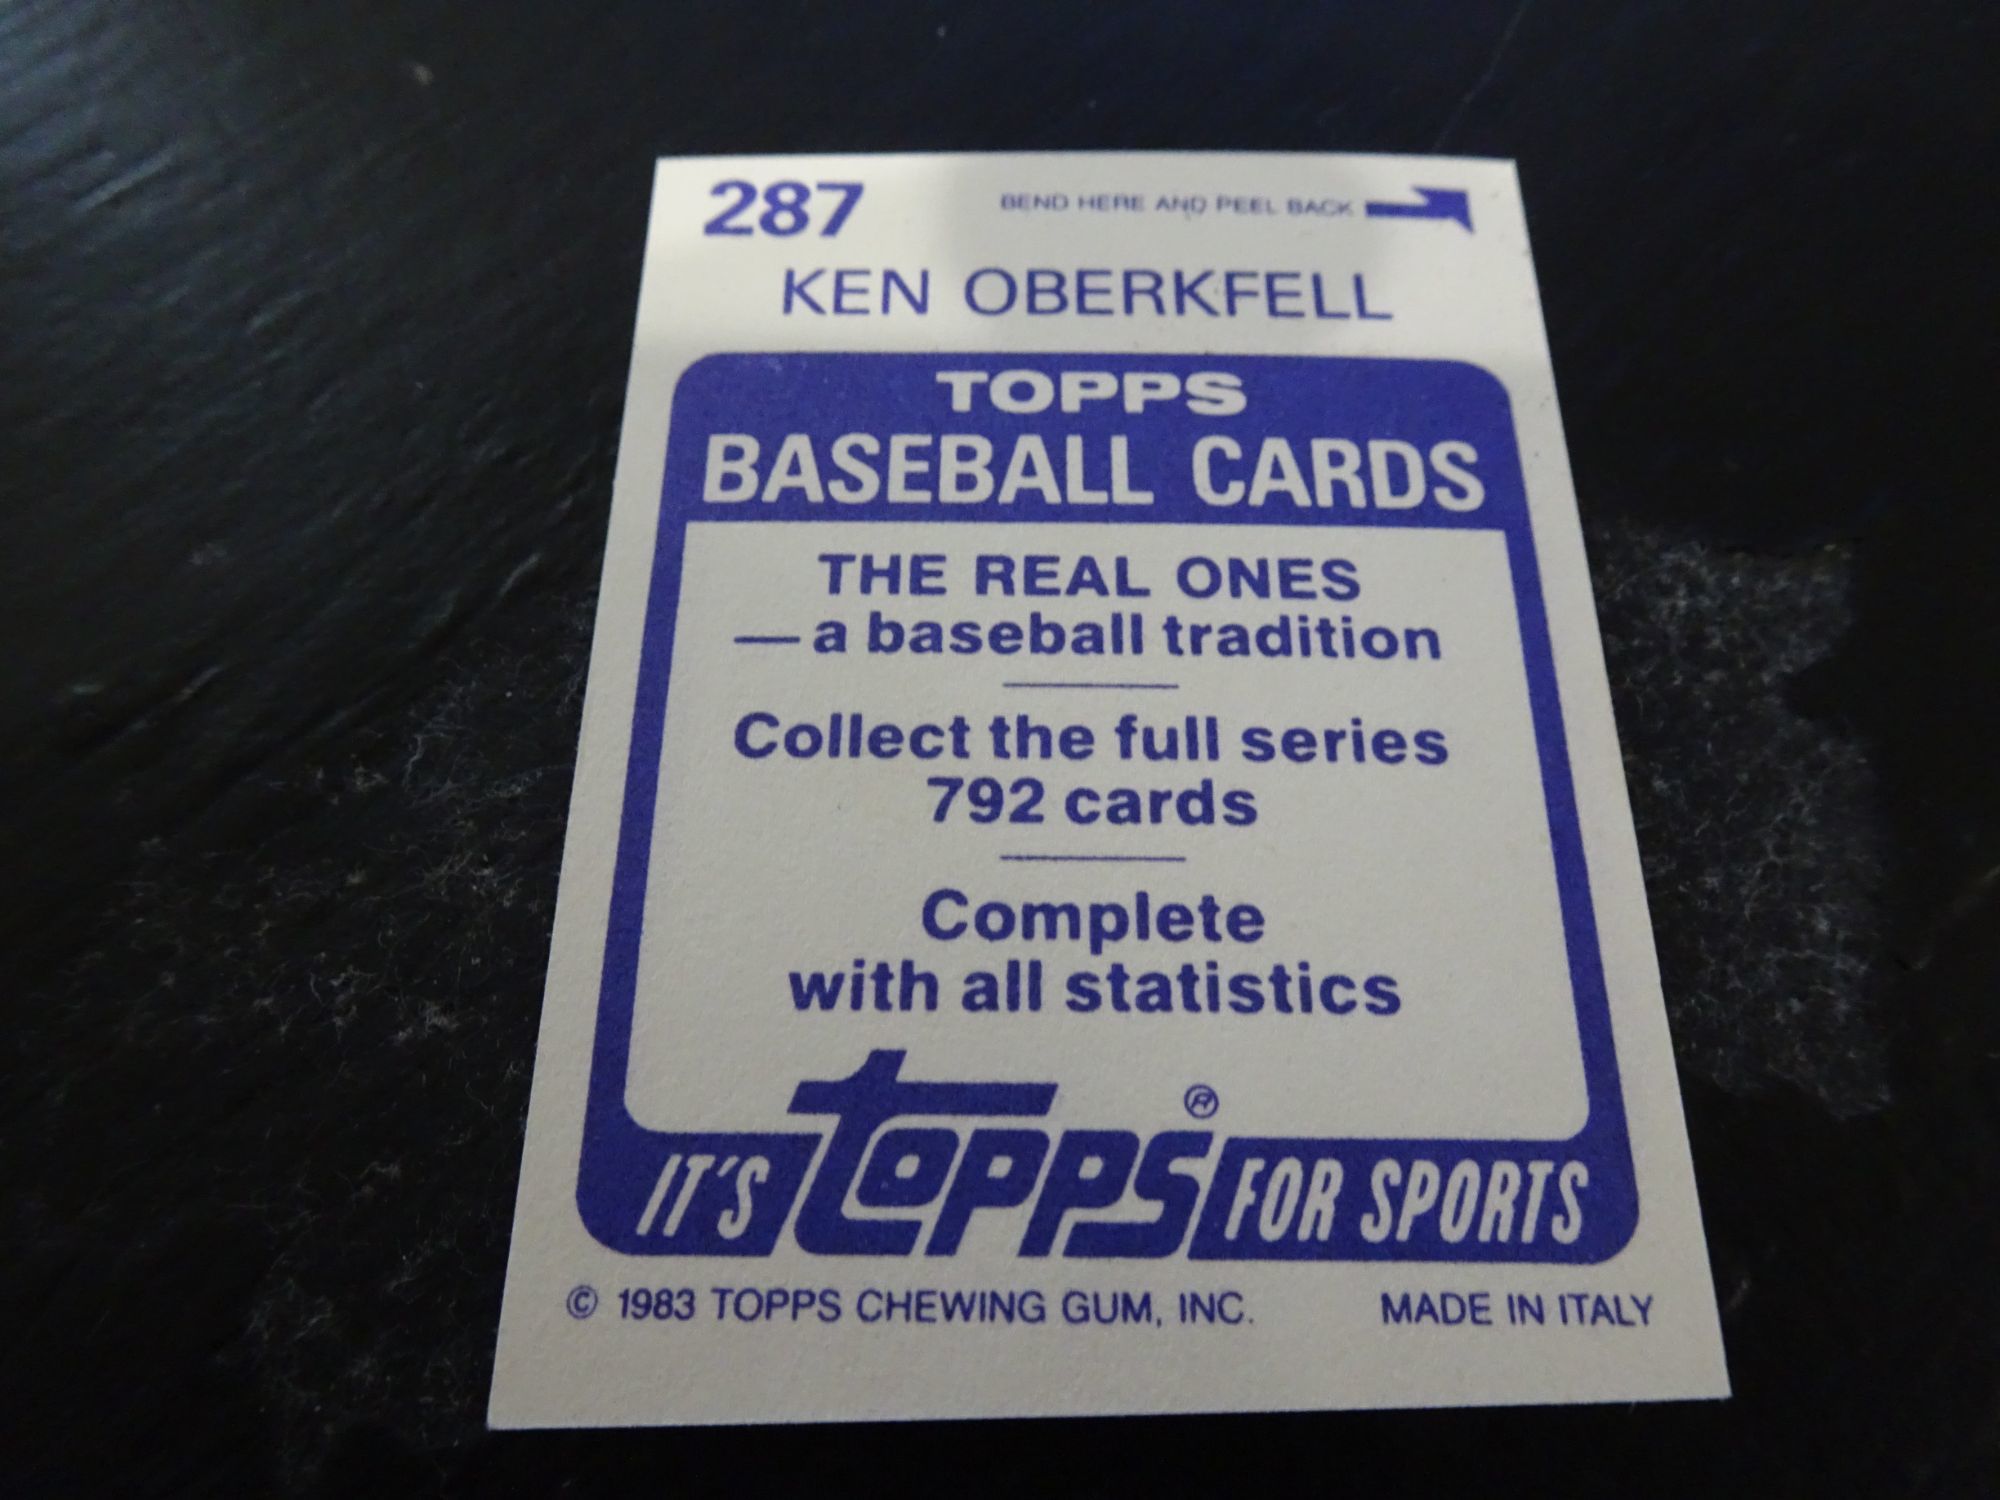 287 BEND HERE AND PEEL BACK
KEN OBERKFELL
TOPPS
BASEBALL CARDS
THE REAL ONES
— a baseball tradition
Collect the full series
792 cards
Complete
with all statistics
IT'S topps ® FOR SPORTS
© 1983 TOPPS CHEWING GUM, INC. MADE IN ITALY